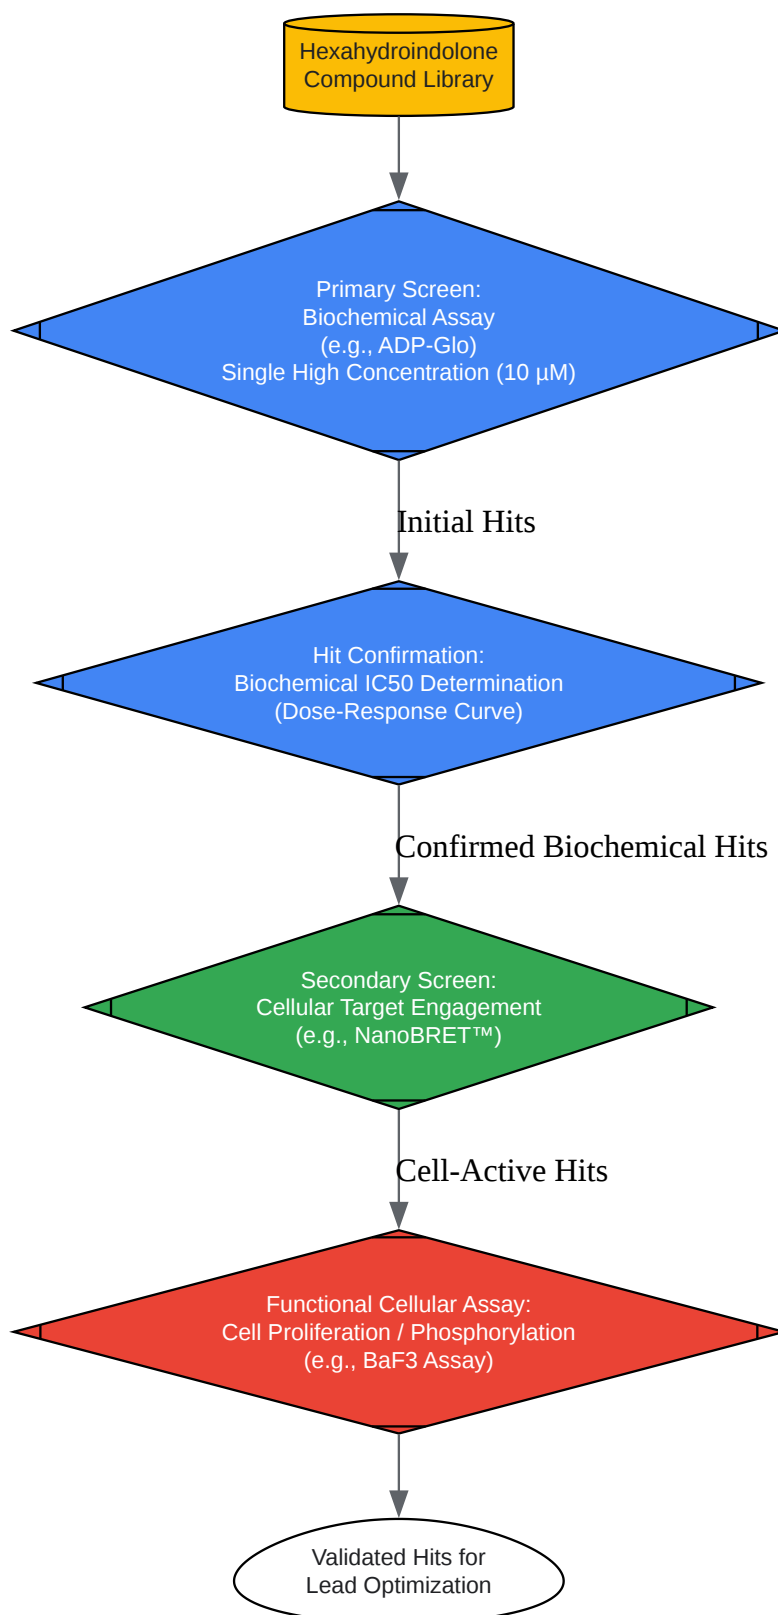 Hexahydroindolone
Compound Library
Primary Screen:
Biochemical Assay
(e.g., ADP-Glo)
Single High Concentration (10 µM)
Initial Hits
Hit Confirmation:
Biochemical IC50 Determination
(Dose-Response Curve)
Confirmed Biochemical Hits
Secondary Screen:
Cellular Target Engagement
(e.g., NanoBRET™)
Cell-Active Hits
Functional Cellular Assay:
Cell Proliferation / Phosphorylation
(e.g., BaF3 Assay)
Validated Hits for
Lead Optimization